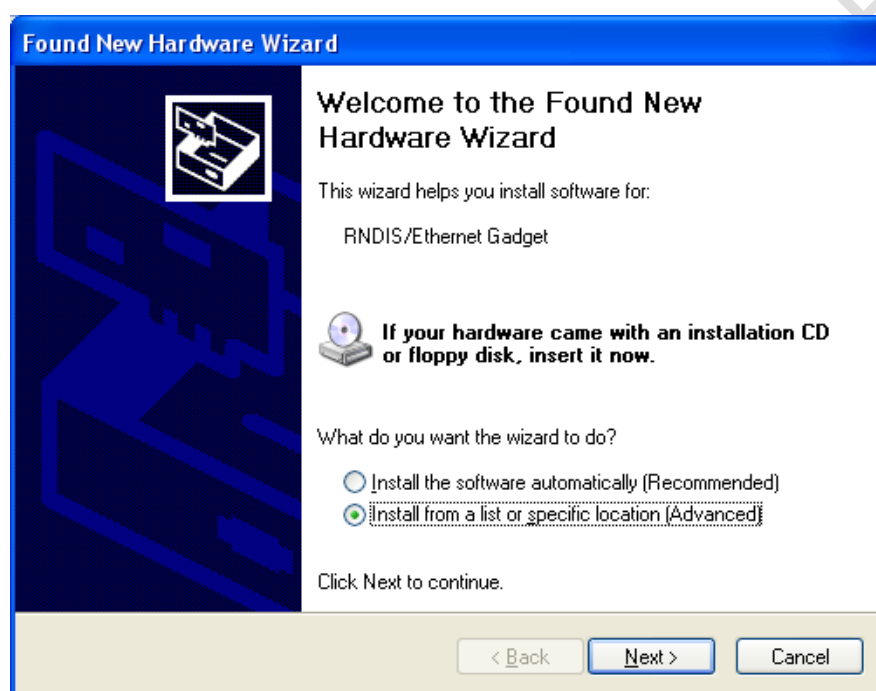 Found New Hardware Wizard
Welcome to the Found New
Hardware Wizard
This wizard helps you install software for:
RNDIS/Ethernet Gadget
If your hardware came with an installation CD
or floppy disk, insert it now.
What do you want the wizard to do?
Install the software automatically (Recommended)
Install from a list or specific location (Advanced)
Click Next to continue.
< Back Next > Cancel